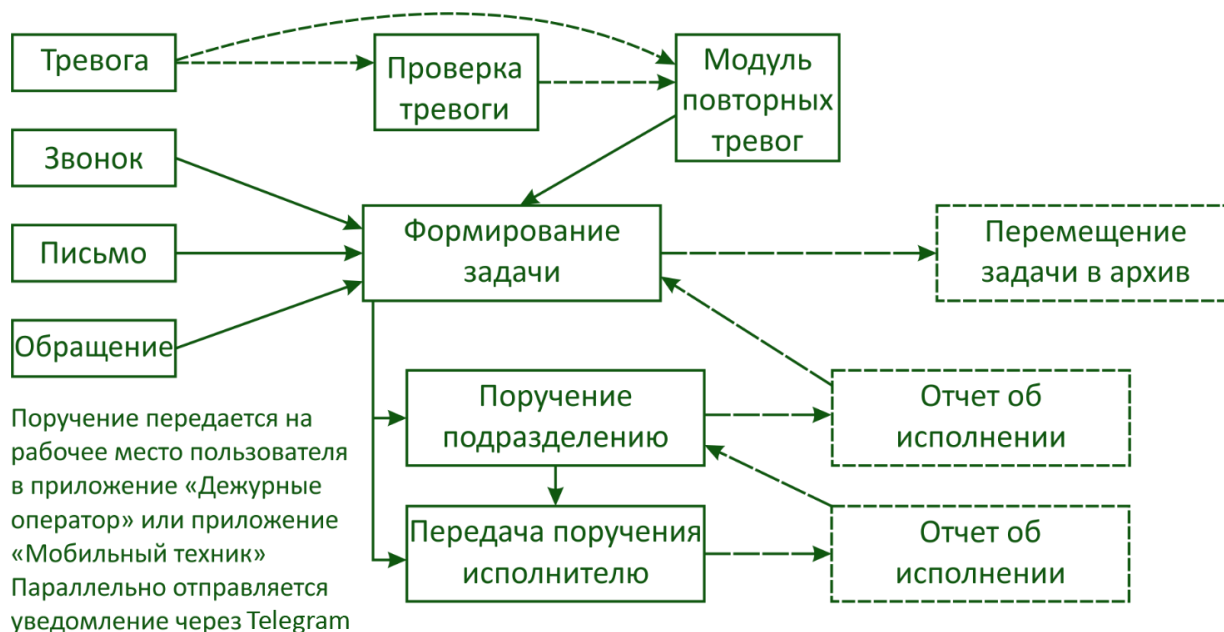 Тревога
Проверка
тревоги
Модуль
повторных
тревог
Звонок
Письмо
Обращение
Формирование
задачи
Перемещение
задачи в архив
Поручение
подразделению
Отчет об
исполнении
Передача поручения
исполнителю
Отчет об
исполнении
Поручение передается на
рабочее место пользователя
в приложение «Дежурные
оператор» или приложение
«Мобильный техник»
Параллельно отправляется
уведомление через Telegram